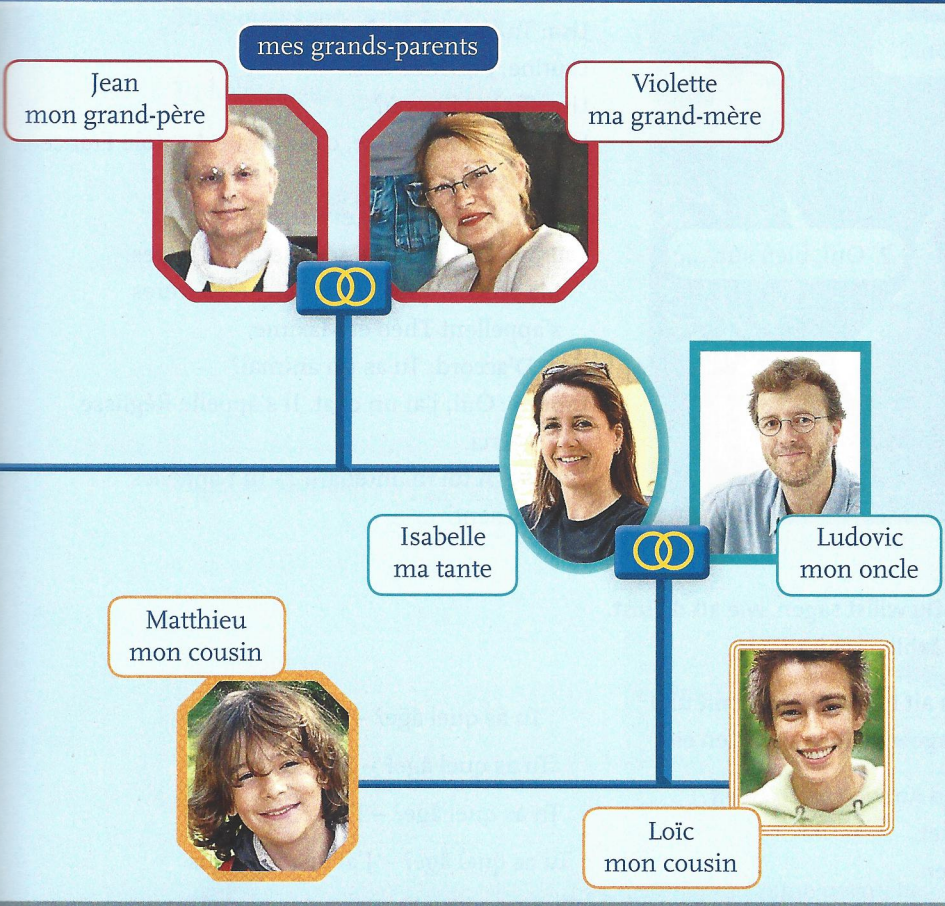 mes grands-parents
Jean
mon grand-père
Violette
ma grand-mère
Isabelle
ma tante
Ludovic
mon oncle
Matthieu
mon cousin
Loïc
mon cousin